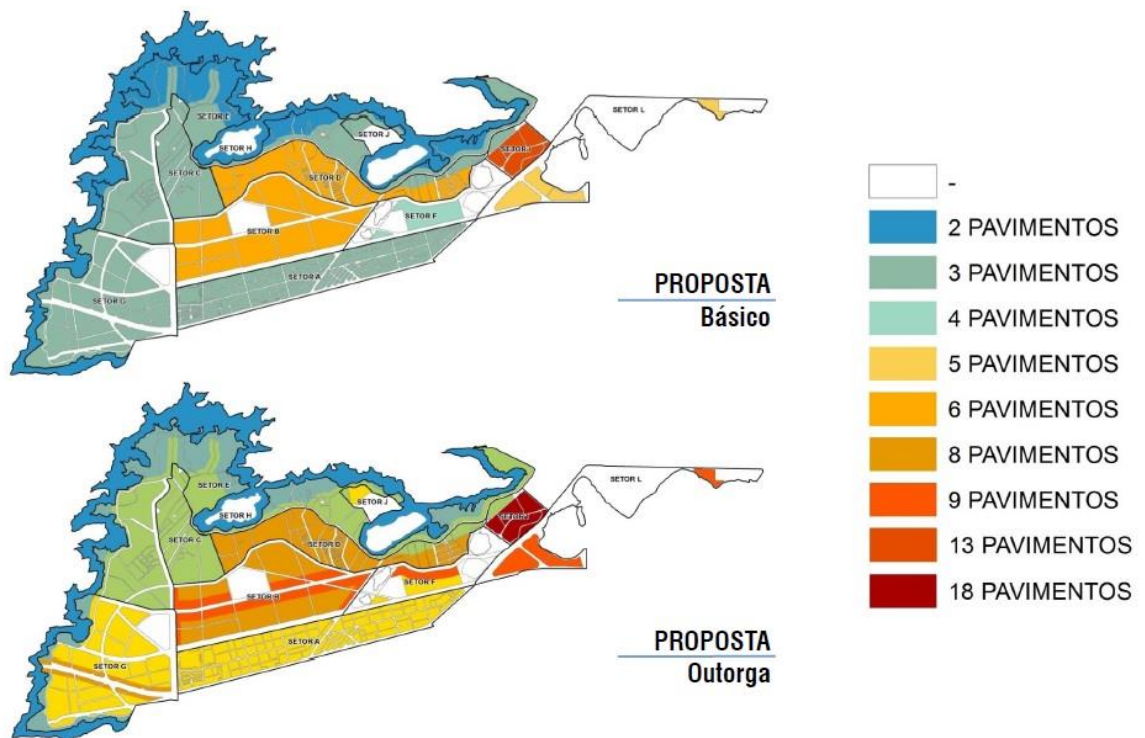 SETOR L
SETOR E
SETOR J
SETOR H
SETOR I
SETOR C
SETOR D
SETOR F
SETOR B
SETOR A
SETOR G
PROPOSTA
Básico
-
2 PAVIMENTOS
3 PAVIMENTOS
4 PAVIMENTOS
5 PAVIMENTOS
6 PAVIMENTOS
8 PAVIMENTOS
9 PAVIMENTOS
13 PAVIMENTOS
18 PAVIMENTOS
SETOR L
SETOR E
SETOR J
SETOR H
SETOR I
SETOR C
SETOR D
SETOR F
SETOR B
SETOR A
SETOR G
PROPOSTA
Outorga